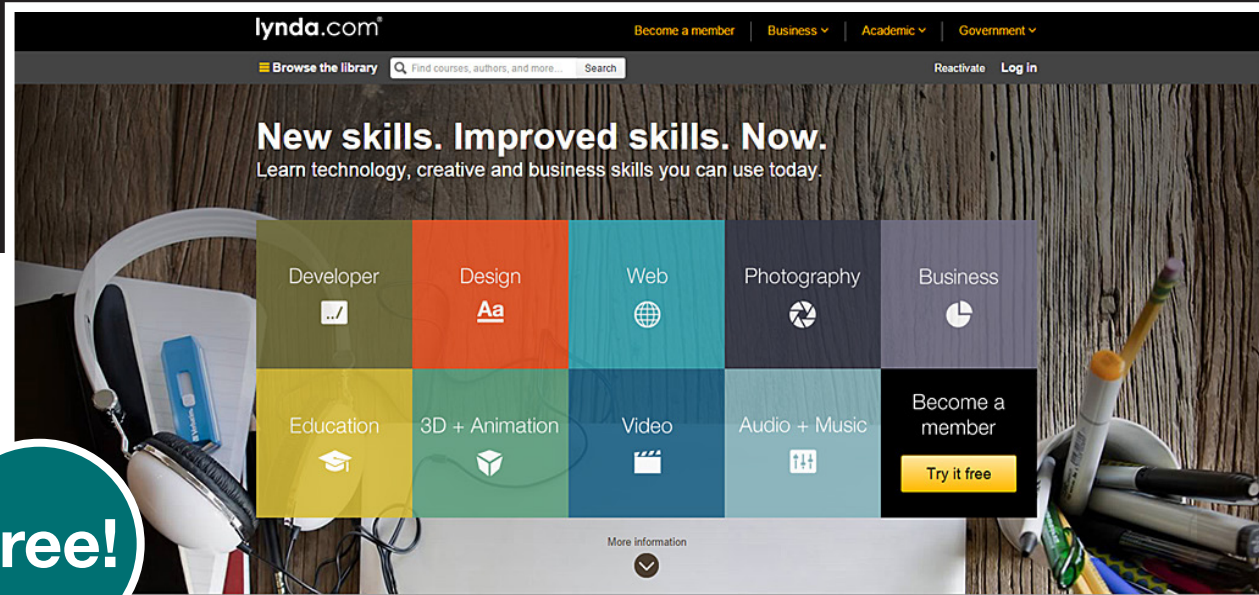 lynda.com®
Become a member Business Academic Government
Browse the library Find courses, authors, and more... Search Reactivate Log in
New skills. Improved skills. Now.
Learn technology, creative and business skills you can use today.
Developer Design Web Photography Business
../ Aa
Education 3D + Animation Video Audio + Music Become a
member
Try it free
ree!
More information
Verbatim